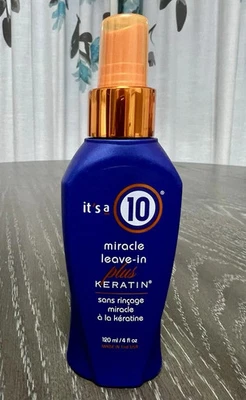 it's a 10®
miracle
leave-in
plus
KERATIN®
sans rinçage
miracle
à la kératine
120 ml/4 fl oz